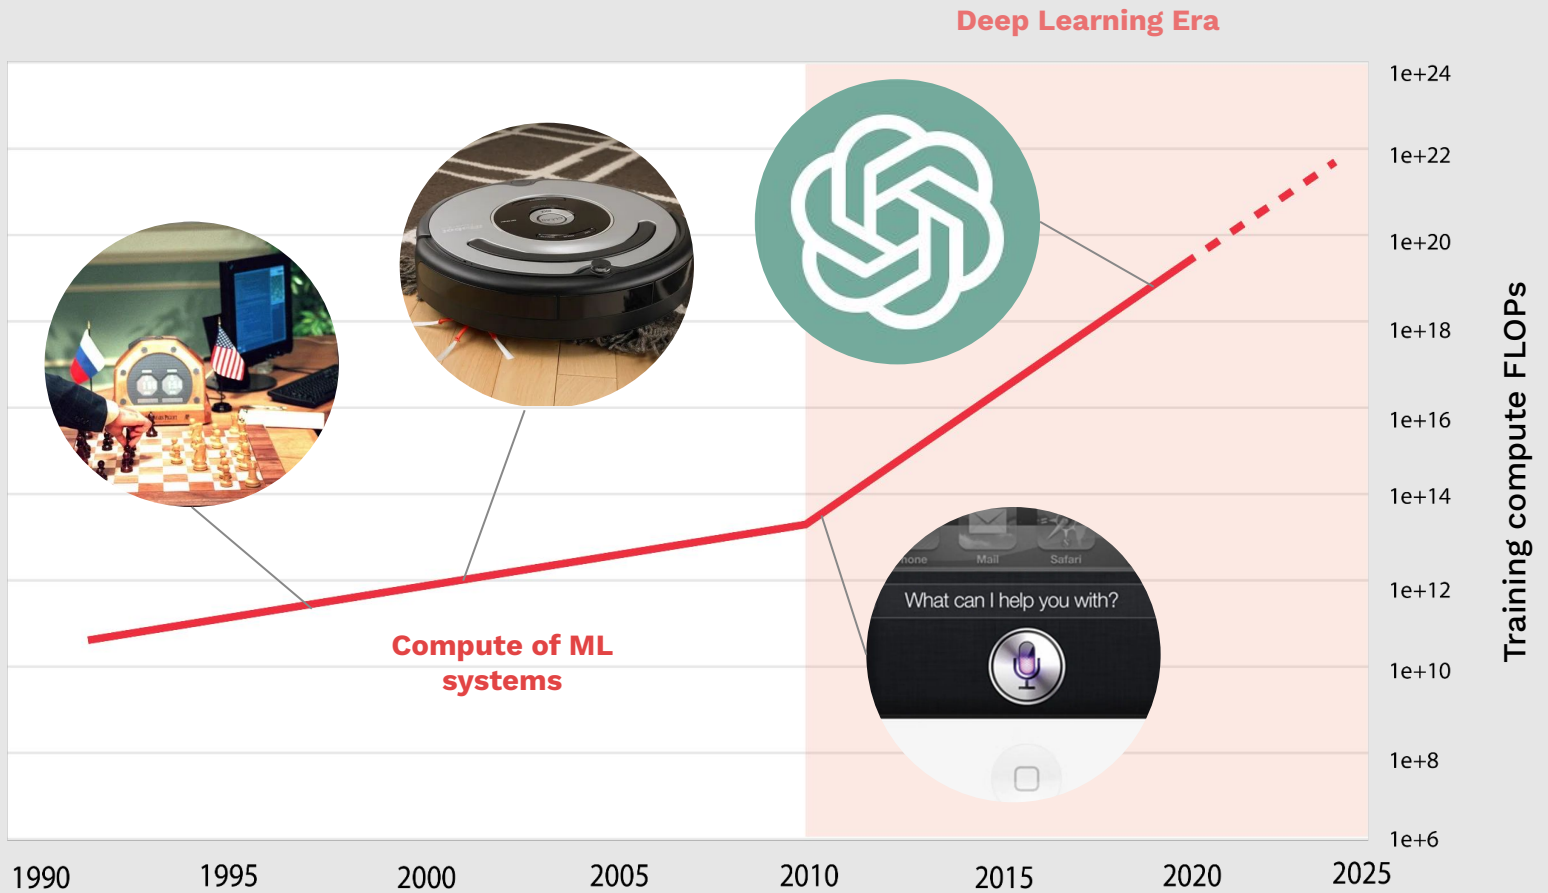 Deep Learning Era
1e+24
1e+22
1e+20
1e+18
1e+16
1e+14
1e+12
1e+10
1e+8
1e+6
Training compute FLOPs
Compute of ML
systems
hone
Mail
Safari
What can I help you with?
1990
1995
2000
2005
2010
2015
2020
2025